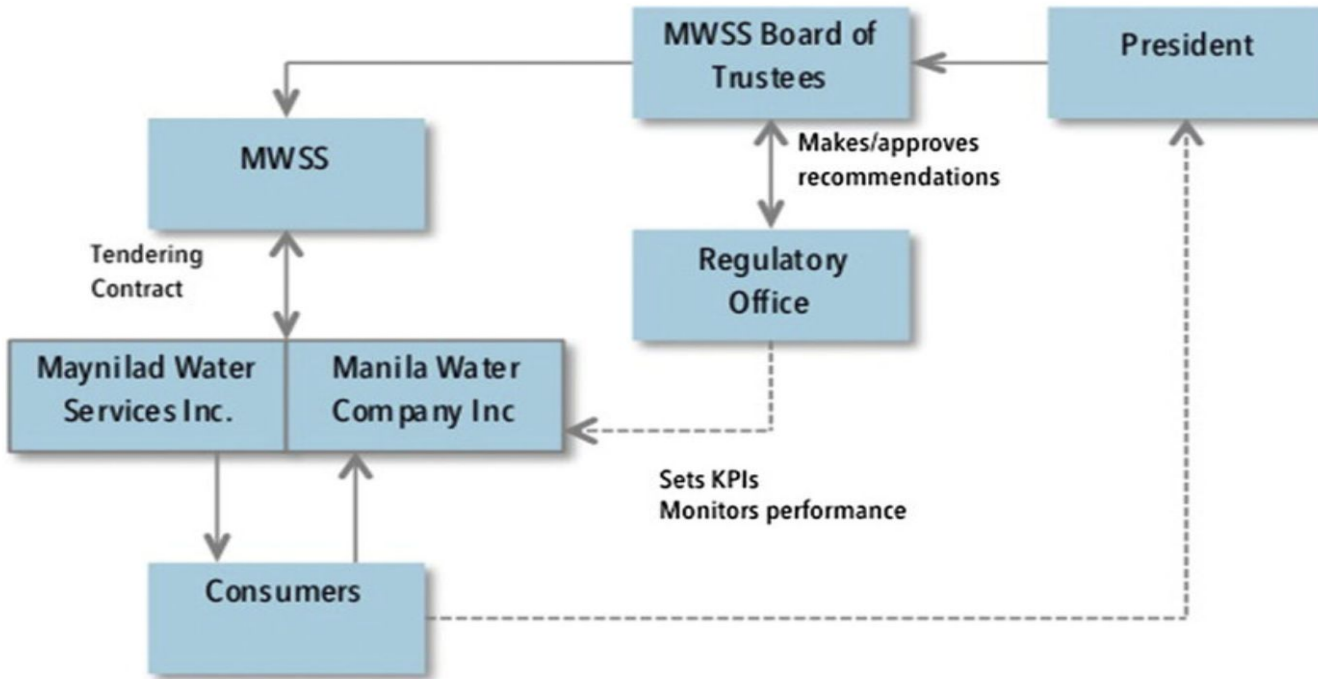 MWSS Board of
Trustees
President
MWSS
Makes/approves
recommendations
Tendering
Contract
Regulatory
Office
Maynilad Water
Services Inc.
Manila Water
Company Inc
Sets KPIs
Monitors performance
Consumers